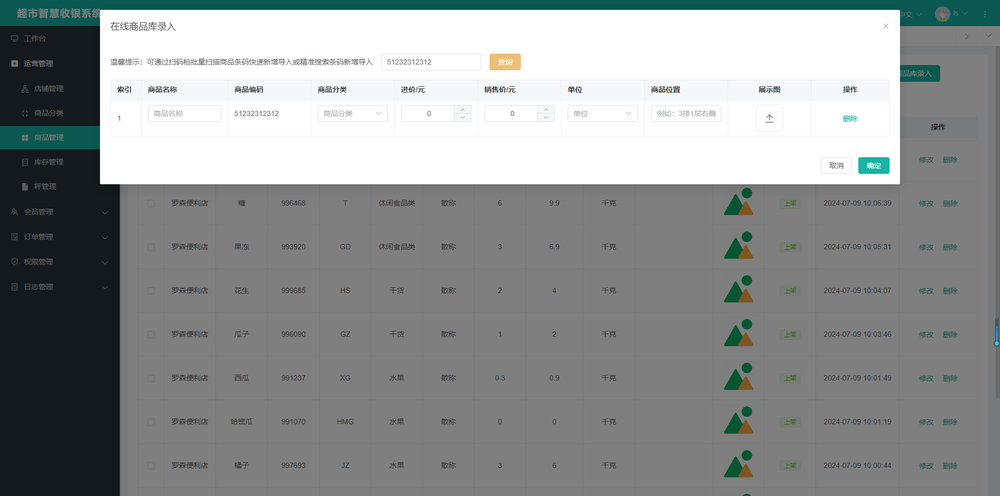 超市智慧收银系统
中文
ls
在线商品库录入
温馨提示：可通过扫码枪批量扫描商品条码快速新增导入或精准搜索条码新增导入
51232312312
查询
索引 商品名称 商品编码 商品分类 进价/元 销售价/元 单位 商品位置 展示图 操作
1 商品名称 51232312312 商品分类 0 0 单位 例如：3排1层右侧 删除
取消 确定
工作台
运营管理
店铺管理
商品分类
商品管理
库存管理
秤管理
会员管理
订单管理
权限管理
日志管理
商品库录入
操作
修改 删除
罗森便利店 糖 996468 T 休闲食品类 散称 6 9.9 千克 上架 2024-07-09 10:06:39 修改 删除
罗森便利店 果冻 993920 GD 休闲食品类 散称 3 6.9 千克 上架 2024-07-09 10:05:31 修改 删除
罗森便利店 花生 999685 HS 干货 散称 2 4 千克 上架 2024-07-09 10:04:07 修改 删除
罗森便利店 瓜子 996090 GZ 干货 散称 1 2 千克 上架 2024-07-09 10:03:46 修改 删除
罗森便利店 西瓜 991237 XG 水果 散称 0.3 0.9 千克 上架 2024-07-09 10:01:49 修改 删除
罗森便利店 哈密瓜 991070 HMG 水果 散称 0 0 千克 上架 2024-07-09 10:01:19 修改 删除
罗森便利店 橘子 997693 JZ 水果 散称 3 6 千克 上架 2024-07-09 10:00:44 修改 删除